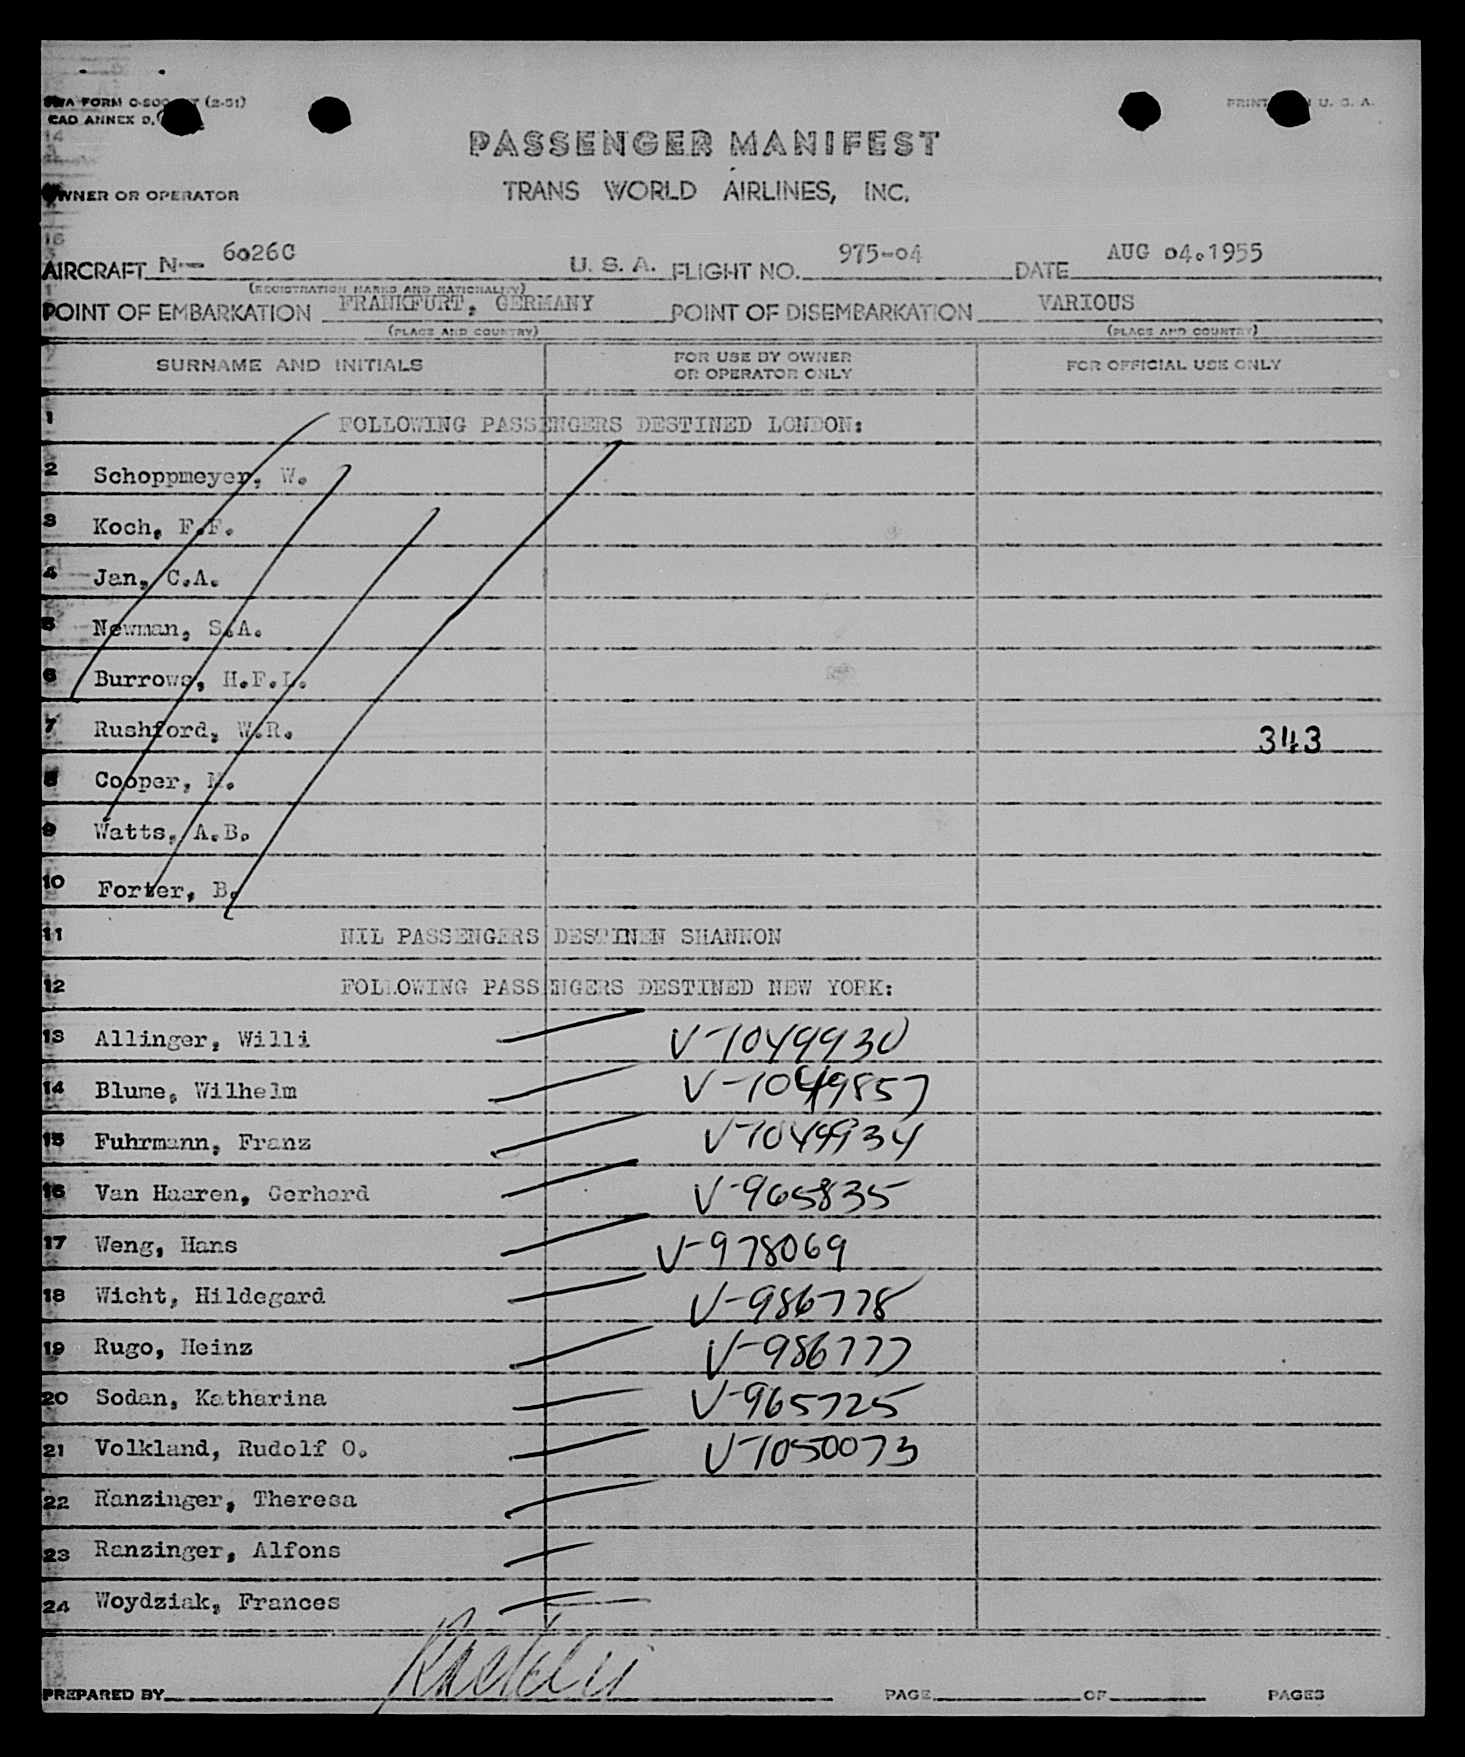 TWA FORM (2-51) PRINT U. S. A.
CAO ANNEX 9,
PASSENGER MANIFEST
OWNER OR OPERATOR TRANS WORLD AIRLINES, INC.
AIRCRAFT N-- 6026C U. S. A. FLIGHT NO. 975-04 DATE AUG 04.1955
(REGISTRATION MARKS AND NATIONALITY)
POINT OF EMBARKATION FRANKFURT, GERMANY POINT OF DISEMBARKATION VARIOUS
(PLACE AND COUNTRY) (PLACE AND COUNTRY)
SURNAME AND INITIALS FOR USE BY OWNER OR OPERATOR ONLY FOR OFFICIAL USE ONLY
1 FOLLOWING PASSENGERS DESTINED LONDON:
2 Schoppmeyer, W.
3 Koch, F.F.
4 Jan, C.A.
5 Newman, S.A.
6 Burrows, H.F.L.
7 Rushford, W.R. 343
8 Cooper, M.
9 Watts, A.B.
10 Forter, B.
11 NIL PASSENGERS DESTINEN SHANNON
12 FOLLOWING PASSENGERS DESTINED NEW YORK:
13 Allinger, Willi V-1049930
14 Blume, Wilhelm V-1049857
15 Fuhrmann, Franz V-1049934
16 Van Haaren, Gerhard V-965835
17 Weng, Hans V-978069
18 Wicht, Hildegard V-986778
19 Rugo, Heinz V-986777
20 Sodan, Katharina V-965725
21 Volkland, Rudolf O. V-1050073
22 Ranzinger, Theresa
23 Ranzinger, Alfons
24 Woydziak, Frances
PREPARED BY PAGE OF PAGES